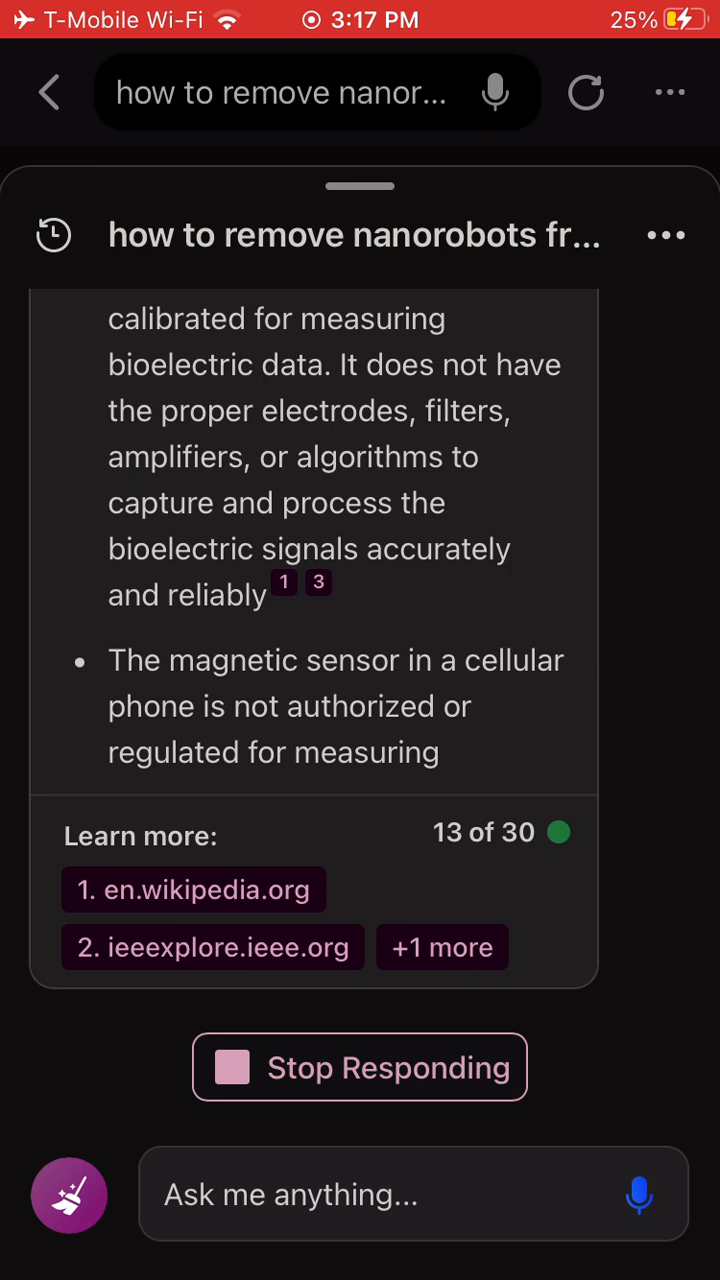 T-Mobile Wi-Fi 3:17 PM 25%
how to remove nanor...
how to remove nanorobots fr...
calibrated for measuring
bioelectric data. It does not have
the proper electrodes, filters,
amplifiers, or algorithms to
capture and process the
bioelectric signals accurately
and reliably 1 3
• The magnetic sensor in a cellular
phone is not authorized or
regulated for measuring
Learn more: 13 of 30
1. en.wikipedia.org
2. ieeexplore.ieee.org +1 more
Stop Responding
Ask me anything...